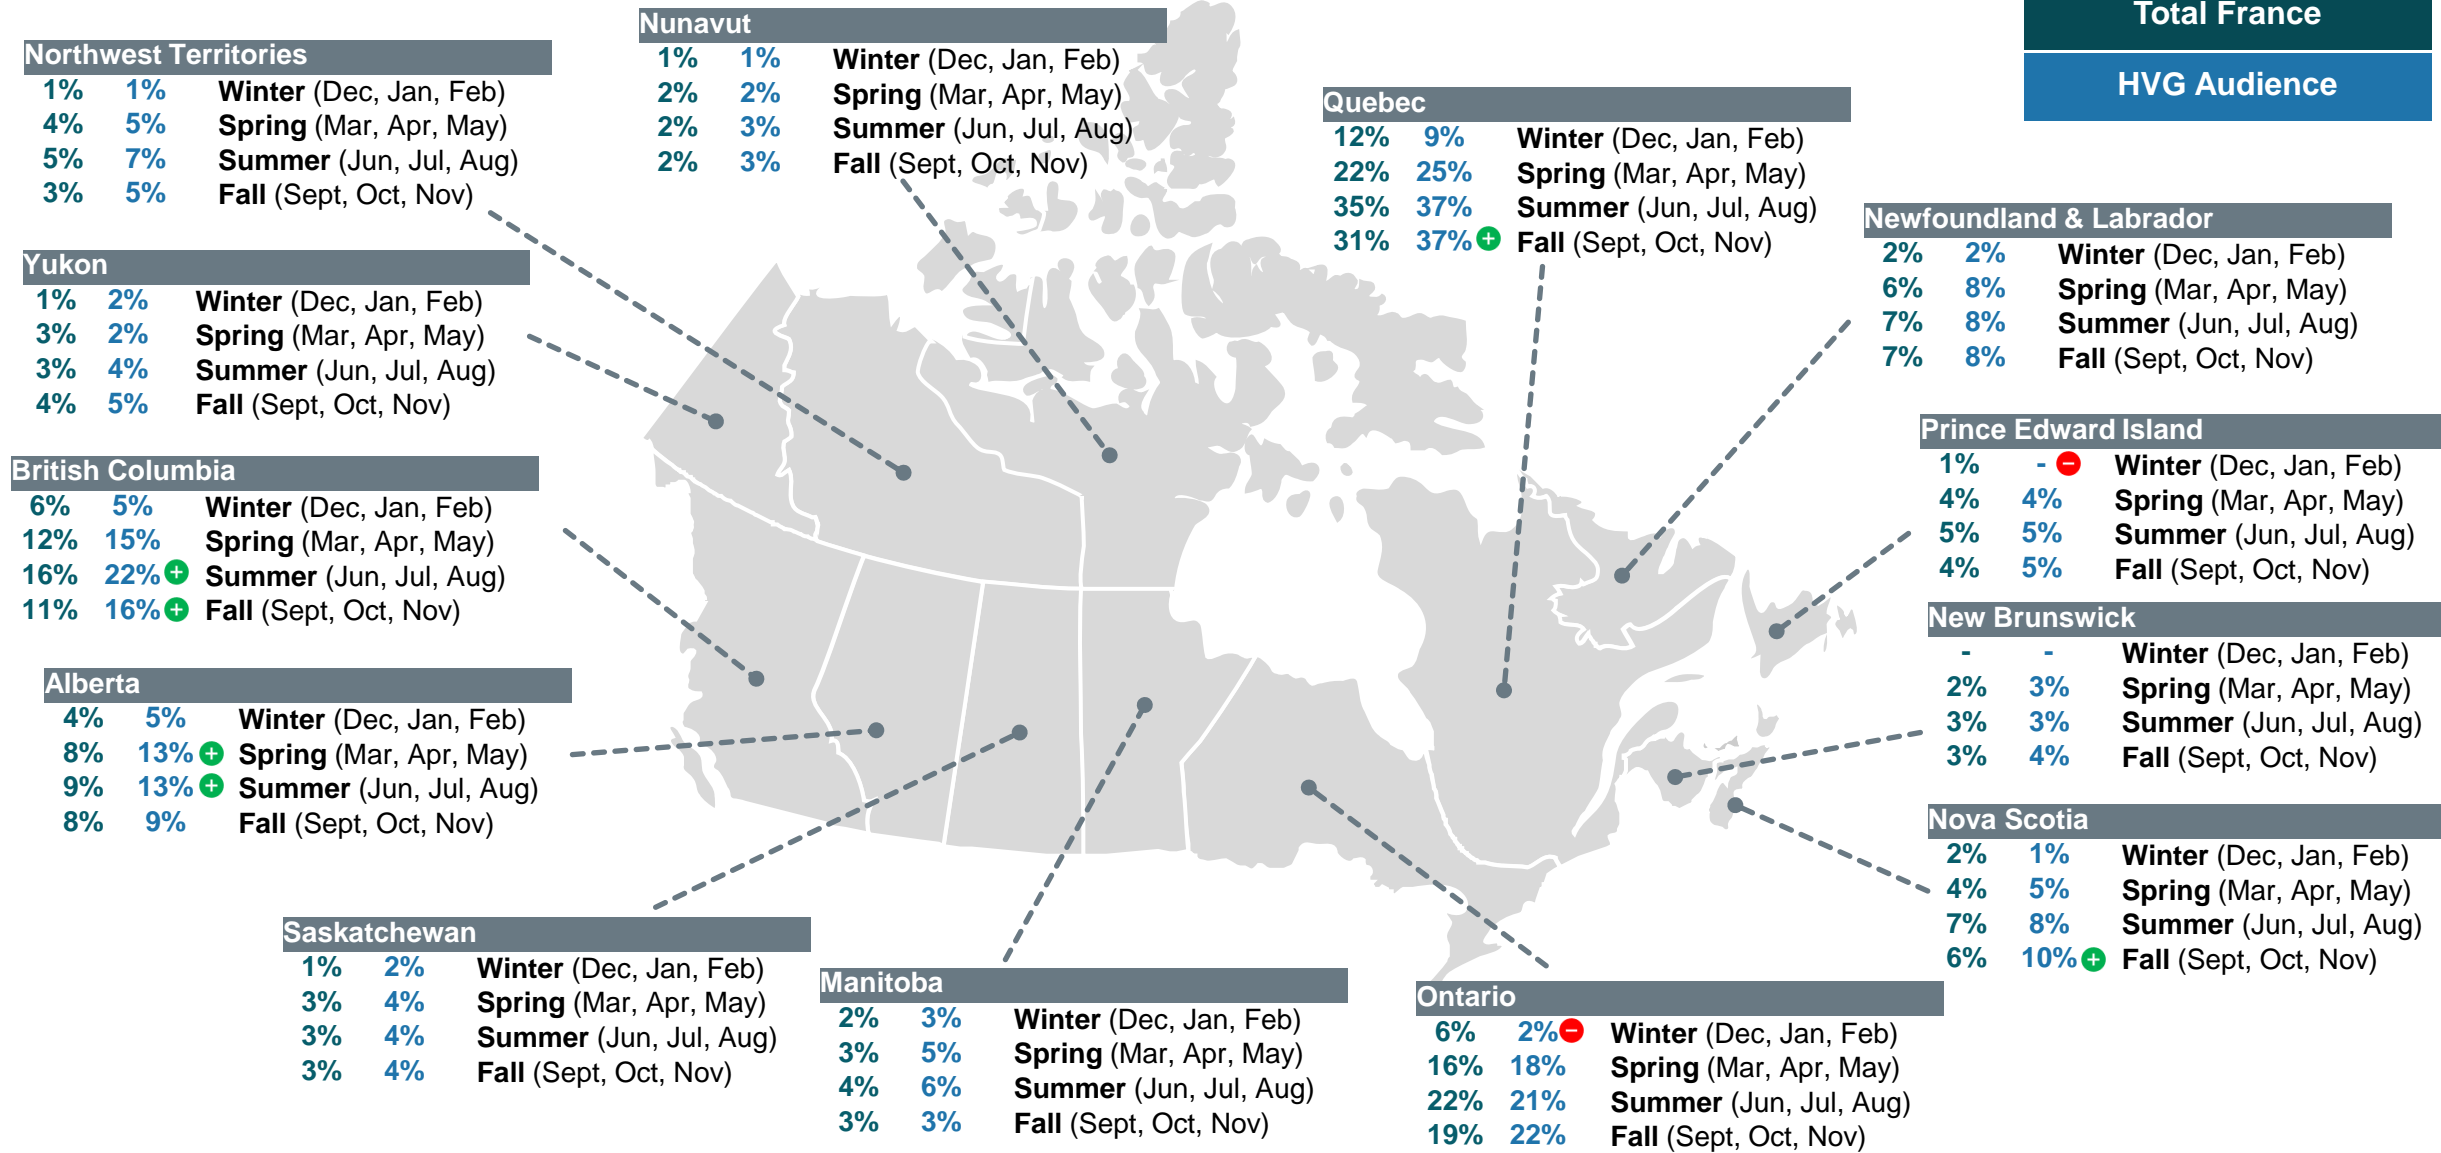 Total France
HVG Audience
Northwest Territories
1% 1% Winter (Dec, Jan, Feb)
4% 5% Spring (Mar, Apr, May)
5% 7% Summer (Jun, Jul, Aug)
3% 5% Fall (Sept, Oct, Nov)
Nunavut
1% 1% Winter (Dec, Jan, Feb)
2% 2% Spring (Mar, Apr, May)
2% 3% Summer (Jun, Jul, Aug)
2% 3% Fall (Sept, Oct, Nov)
Quebec
12% 9% Winter (Dec, Jan, Feb)
22% 25% Spring (Mar, Apr, May)
35% 37% Summer (Jun, Jul, Aug)
31% 37% + Fall (Sept, Oct, Nov)
Newfoundland & Labrador
2% 2% Winter (Dec, Jan, Feb)
6% 8% Spring (Mar, Apr, May)
7% 8% Summer (Jun, Jul, Aug)
7% 8% Fall (Sept, Oct, Nov)
Yukon
1% 2% Winter (Dec, Jan, Feb)
3% 2% Spring (Mar, Apr, May)
3% 4% Summer (Jun, Jul, Aug)
4% 5% Fall (Sept, Oct, Nov)
Prince Edward Island
1% - − Winter (Dec, Jan, Feb)
4% 4% Spring (Mar, Apr, May)
5% 5% Summer (Jun, Jul, Aug)
4% 5% Fall (Sept, Oct, Nov)
British Columbia
6% 5% Winter (Dec, Jan, Feb)
12% 15% Spring (Mar, Apr, May)
16% 22% + Summer (Jun, Jul, Aug)
11% 16% + Fall (Sept, Oct, Nov)
New Brunswick
- - Winter (Dec, Jan, Feb)
2% 3% Spring (Mar, Apr, May)
3% 3% Summer (Jun, Jul, Aug)
3% 4% Fall (Sept, Oct, Nov)
Alberta
4% 5% Winter (Dec, Jan, Feb)
8% 13% + Spring (Mar, Apr, May)
9% 13% + Summer (Jun, Jul, Aug)
8% 9% Fall (Sept, Oct, Nov)
Nova Scotia
2% 1% Winter (Dec, Jan, Feb)
4% 5% Spring (Mar, Apr, May)
7% 8% Summer (Jun, Jul, Aug)
6% 10% + Fall (Sept, Oct, Nov)
Saskatchewan
1% 2% Winter (Dec, Jan, Feb)
3% 4% Spring (Mar, Apr, May)
3% 4% Summer (Jun, Jul, Aug)
3% 4% Fall (Sept, Oct, Nov)
Manitoba
2% 3% Winter (Dec, Jan, Feb)
3% 5% Spring (Mar, Apr, May)
4% 6% Summer (Jun, Jul, Aug)
3% 3% Fall (Sept, Oct, Nov)
Ontario
6% 2% − Winter (Dec, Jan, Feb)
16% 18% Spring (Mar, Apr, May)
22% 21% Summer (Jun, Jul, Aug)
19% 22% Fall (Sept, Oct, Nov)